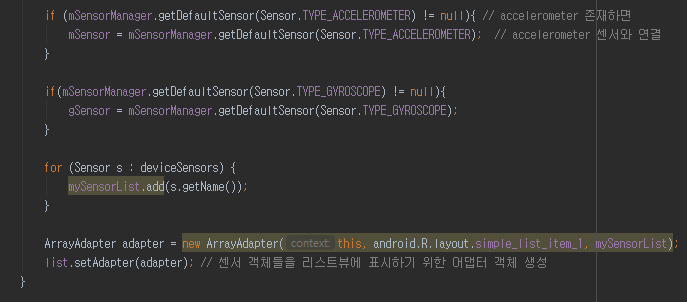 if (mSensorManager.getDefaultSensor(Sensor.TYPE_ACCELEROMETER) != null){ // accelerometer 존재하면
mSensor = mSensorManager.getDefaultSensor(Sensor.TYPE_ACCELEROMETER);  // accelerometer 센서와 연결
}
if(mSensorManager.getDefaultSensor(Sensor.TYPE_GYROSCOPE) != null){
gSensor = mSensorManager.getDefaultSensor(Sensor.TYPE_GYROSCOPE);
}
for (Sensor s : deviceSensors) {
mySensorList.add(s.getName());
}
ArrayAdapter adapter = new ArrayAdapter( context: this, android.R.layout.simple_list_item_1, mySensorList);
list.setAdapter(adapter); // 센서 객체들을 리스트뷰에 표시하기 위한 어댑터 객체 생성
}